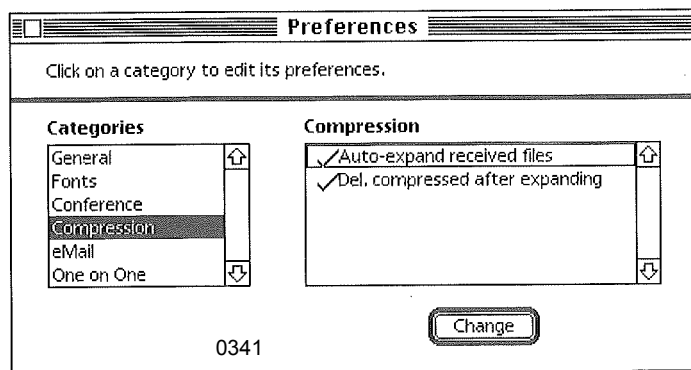 Preferences
Click on a category to edit its preferences.
Categories
General
Fonts
Conference
Compression
eMail
One on One
Compression
Auto-expand received files
Del. compressed after expanding
Change
0341